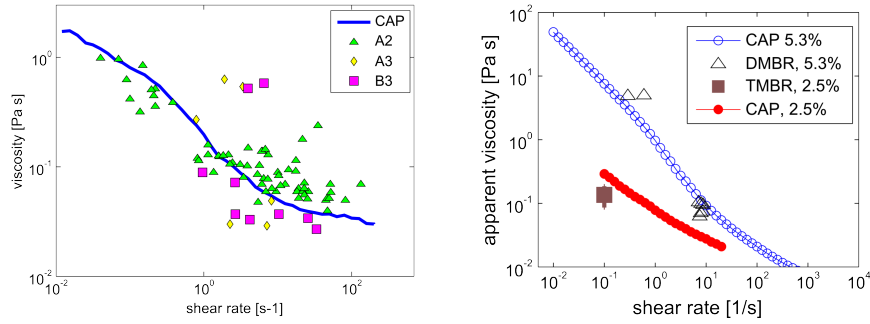 CAP
A2
A3
B3
10^0
10^-1
10^-2
viscosity [Pa s]
10^-2 10^0 10^2
shear rate [s-1]
CAP 5.3%
DMBR, 5.3%
TMBR, 2.5%
CAP, 2.5%
10^2
10^1
10^0
10^-1
10^-2
apparent viscosity [Pa s]
10^-2 10^-1 10^0 10^1 10^2 10^3 10^4
shear rate [1/s]